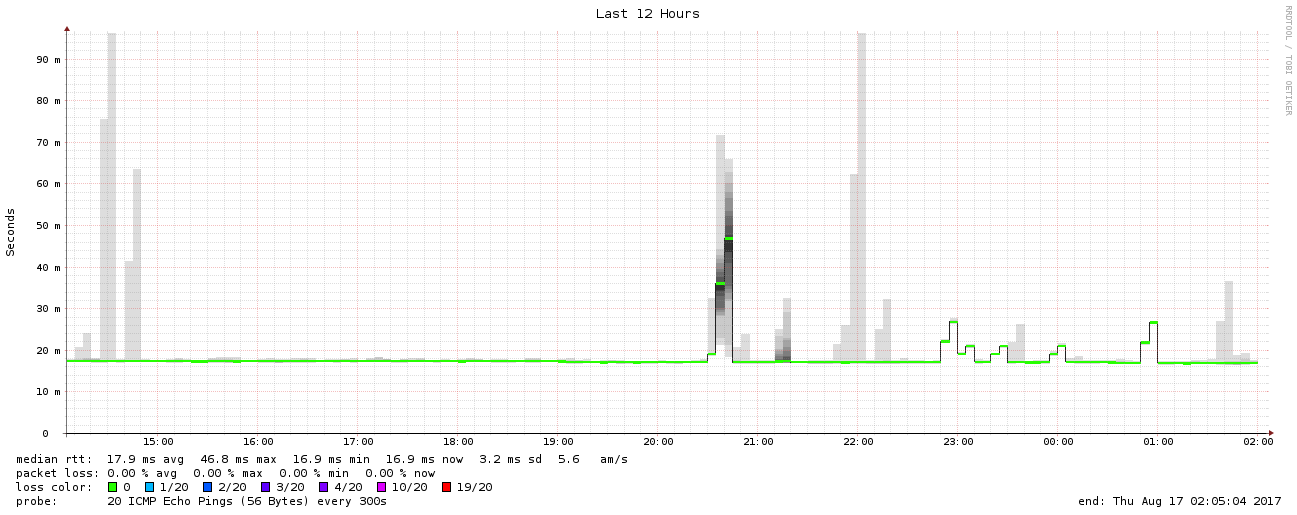 Last 12 Hours
RRDTOOL / TOBI OETIKER
Seconds
90 m
80 m
70 m
60 m
50 m
40 m
30 m
20 m
10 m
0
15:00 16:00 17:00 18:00 19:00 20:00 21:00 22:00 23:00 00:00 01:00 02:00
median rtt: 17.9 ms avg 46.8 ms max 16.9 ms min 16.9 ms now 3.2 ms sd 5.6 am/s
packet loss: 0.00 % avg 0.00 % max 0.00 % min 0.00 % now
loss color: 0 1/20 2/20 3/20 4/20 10/20 19/20
probe: 20 ICMP Echo Pings (56 Bytes) every 300s
end: Thu Aug 17 02:05:04 2017